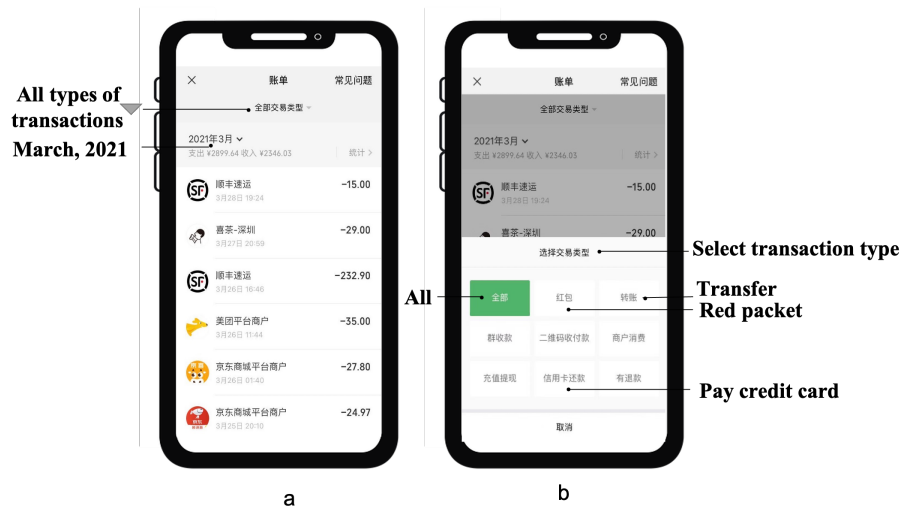 All types of
transactions
March, 2021
× 账单 常见问题
全部交易类型
2021年3月
支出 ¥2899.64 收入 ¥2346.03 统计 >
SF 顺丰速运 -15.00
3月28日 19:24
喜茶-深圳 -29.00
3月27日 20:59
SF 顺丰速运 -232.90
3月26日 16:46
美团平台商户 -35.00
3月26日 11:44
京东商城平台商户 -27.80
3月26日 01:40
京东商城平台商户 -24.97
3月25日 20:10
a
× 账单 常见问题
全部交易类型
2021年3月
支出 ¥2899.64 收入 ¥2346.03 统计 >
SF 顺丰速运 -15.00
3月28日 19:24
喜茶-深圳 -29.00
选择交易类型
Select transaction type
All
全部 红包 转账
Transfer
Red packet
群收款 二维码收付款 商户消费
充值提现 信用卡还款 有退款
Pay credit card
取消
b